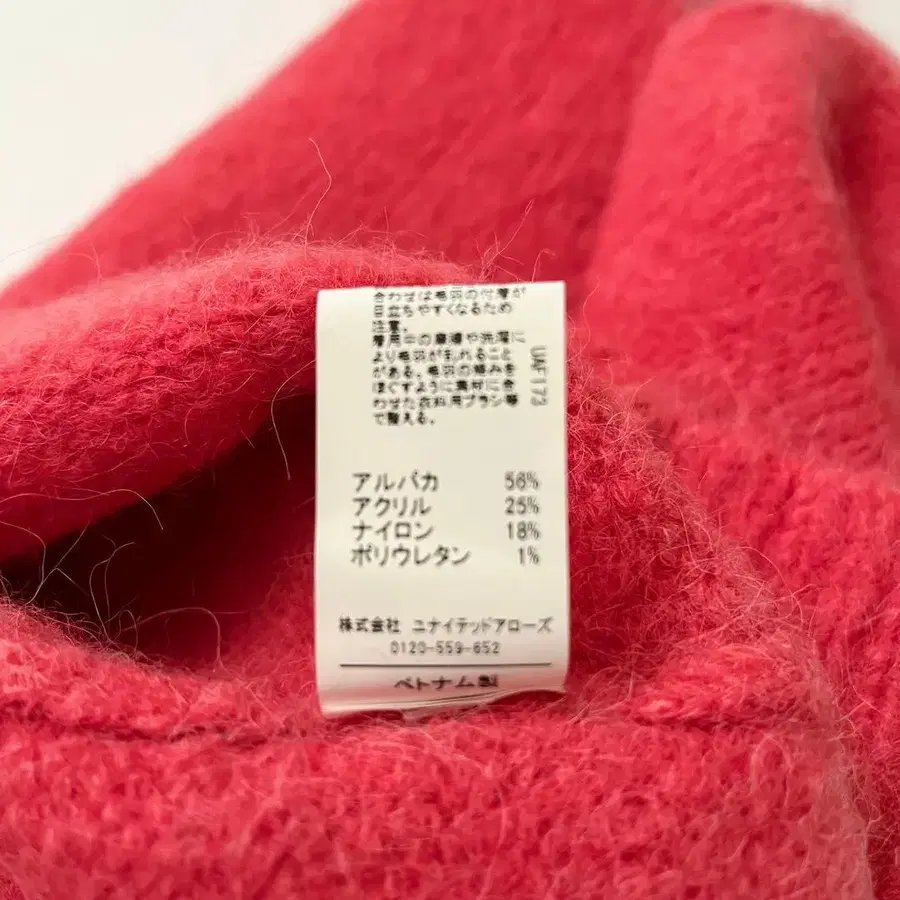 合わせは毛羽の付着が
目立ちやすくなるため
注意。
着用中の摩擦や洗濯に
より毛羽が乱れること
がある。毛羽の絡みを
ほぐすように素材に合
わせた衣料用ブラシ等
で整える。
UAF173
アルパカ 56%
アクリル 25%
ナイロン 18%
ポリウレタン 1%
株式会社 ユナイテッドアローズ
0120-559-652
ベトナム製